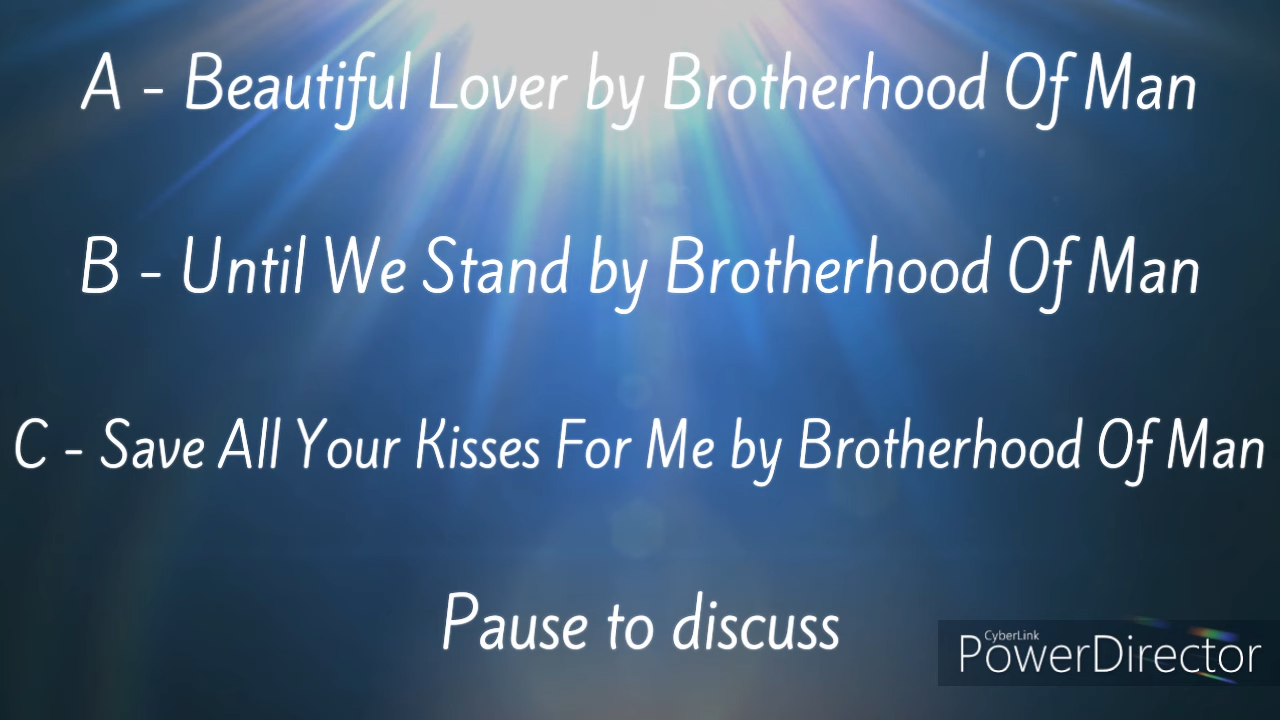 A - Beautiful Lover by Brotherhood Of Man
B - Until We Stand by Brotherhood Of Man
C - Save All Your Kisses For Me by Brotherhood Of Man
Pause to discuss
CyberLink
PowerDirector